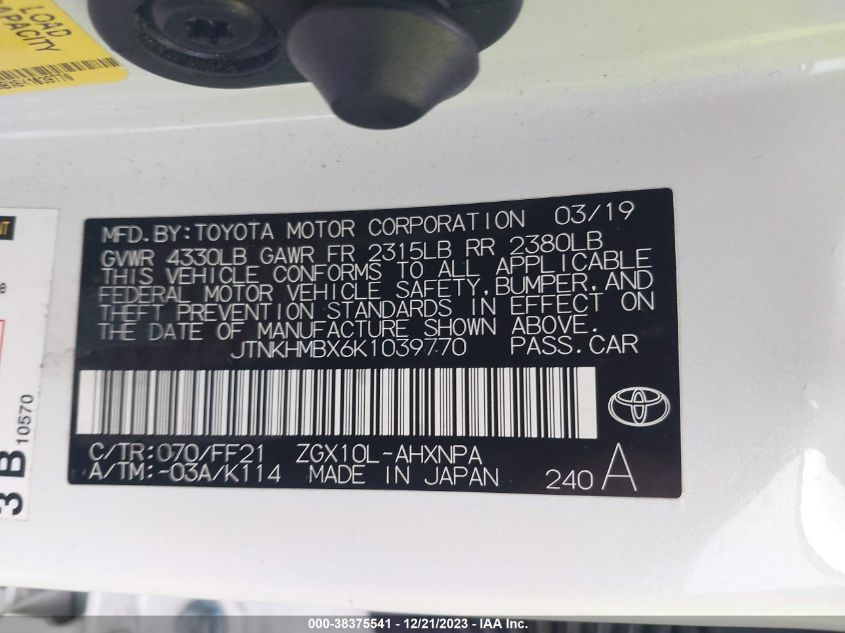 LOAD
CAPACITY
MFD.BY:TOYOTA MOTOR CORPORATION 03/19
GVWR 4330LB GAWR FR 2315LB RR 2380LB
THIS VEHICLE CONFORMS TO ALL APPLICABLE
FEDERAL MOTOR VEHICLE SAFETY,BUMPER,AND
THEFT PREVENTION STANDARDS IN EFFECT ON
THE DATE OF MANUFACTURE SHOWN ABOVE.
JTNKHMBX6K1039770 PASS.CAR
C/TR:070/FF21 ZGX10L-AHXNPA
A/TM:-03A/K114 MADE IN JAPAN 240 A
3 B 10570
000-38375541 - 12/21/2023 - IAA Inc.